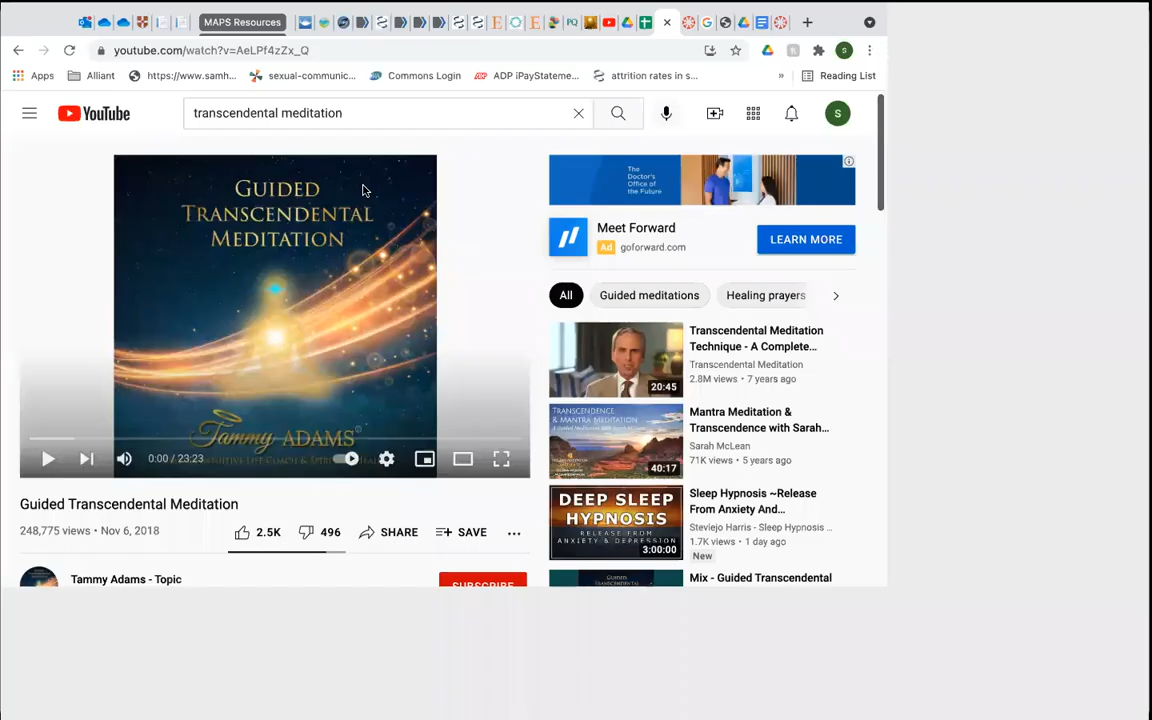 MAPS Resources
PQ
youtube.com/watch?v=AeLPf4zZx_Q
S
Apps
Alliant
https://www.samh...
sexual-communic...
Commons Login
ADP iPayStateme...
attrition rates in s...
»
Reading List
YouTube
transcendental meditation
S
GUIDED
TRANSCENDENTAL
MEDITATION
Tammy ADAMS
0:00 / 23:23
Guided Transcendental Meditation
248,775 views • Nov 6, 2018
2.5K
496
SHARE
SAVE
Tammy Adams - Topic
SUBSCRIBE
The
Doctor's
Office of
the Future
Meet Forward
Ad goforward.com
LEARN MORE
All
Guided meditations
Healing prayers
Transcendental Meditation
Technique - A Complete...
Transcendental Meditation
2.8M views • 7 years ago
20:45
TRANSCENDENCE
& MANTRA MEDITATION
40:17
Mantra Meditation &
Transcendence with Sarah...
Sarah McLean
71K views • 5 years ago
DEEP SLEEP
HYPNOSIS
RELEASE FROM
ANXIETY & DEPRESSION
3:00:00
Sleep Hypnosis ~Release
From Anxiety And...
Steviejo Harris - Sleep Hypnosis ...
1.7K views • 1 day ago
New
GUIDED
Mix - Guided Transcendental